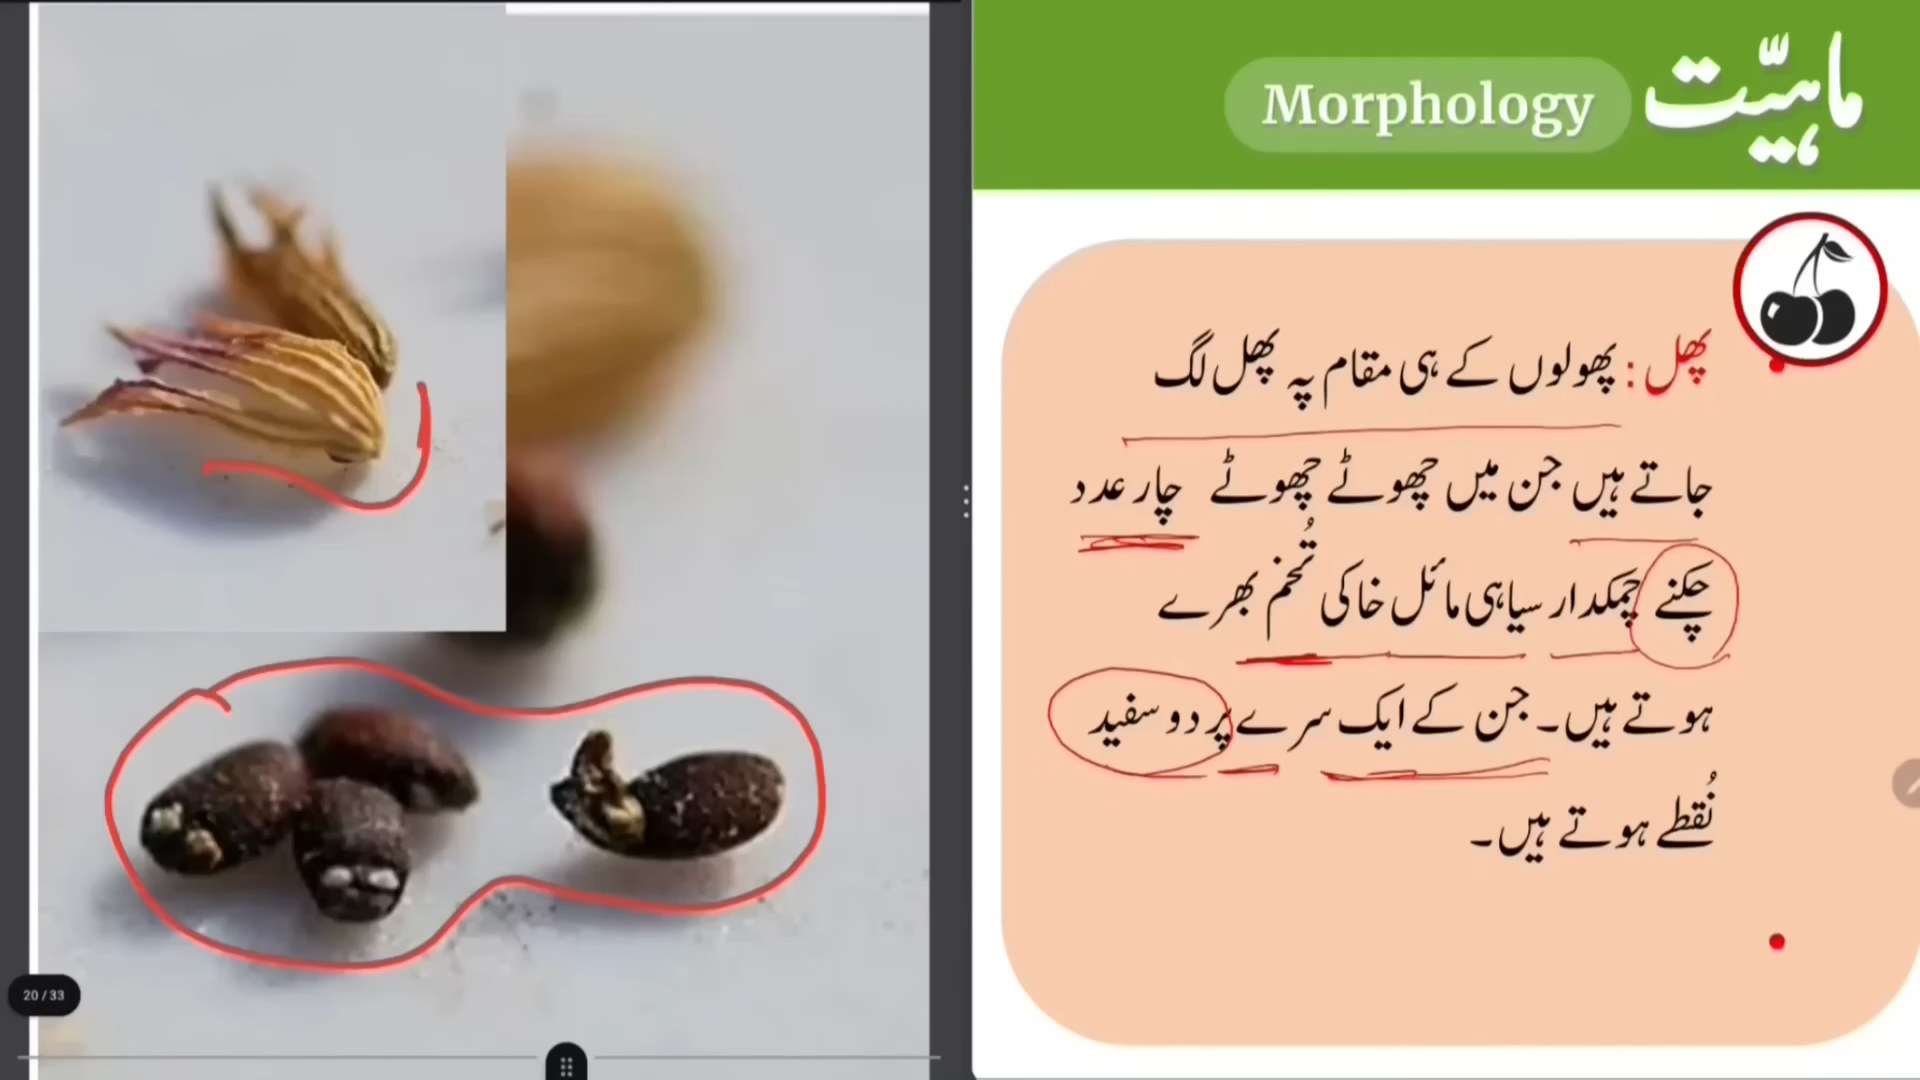 ماہیّت
Morphology
پھل: پھولوں کے ہی مقام پہ پھل لگ
جاتے ہیں جن میں چھوٹے چھوٹے چار عدد
چکنے چمکدار سیاہی مائل خاکی تُخم بھرے
ہوتے ہیں۔ جن کے ایک سرے پر دو سفید
نُقطے ہوتے ہیں۔
20/33